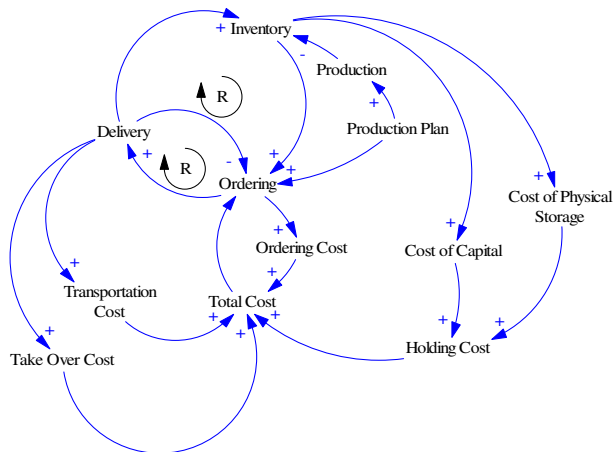 + Inventory
-
Production
R
+
Delivery
Production Plan
+
R
+
-
+
Ordering
+
Cost of Physical
Storage
+
Ordering Cost
+
Cost of Capital
+
+
Transportation
Cost
Total Cost
+
+
+
+
+
+
Take Over Cost
Holding Cost